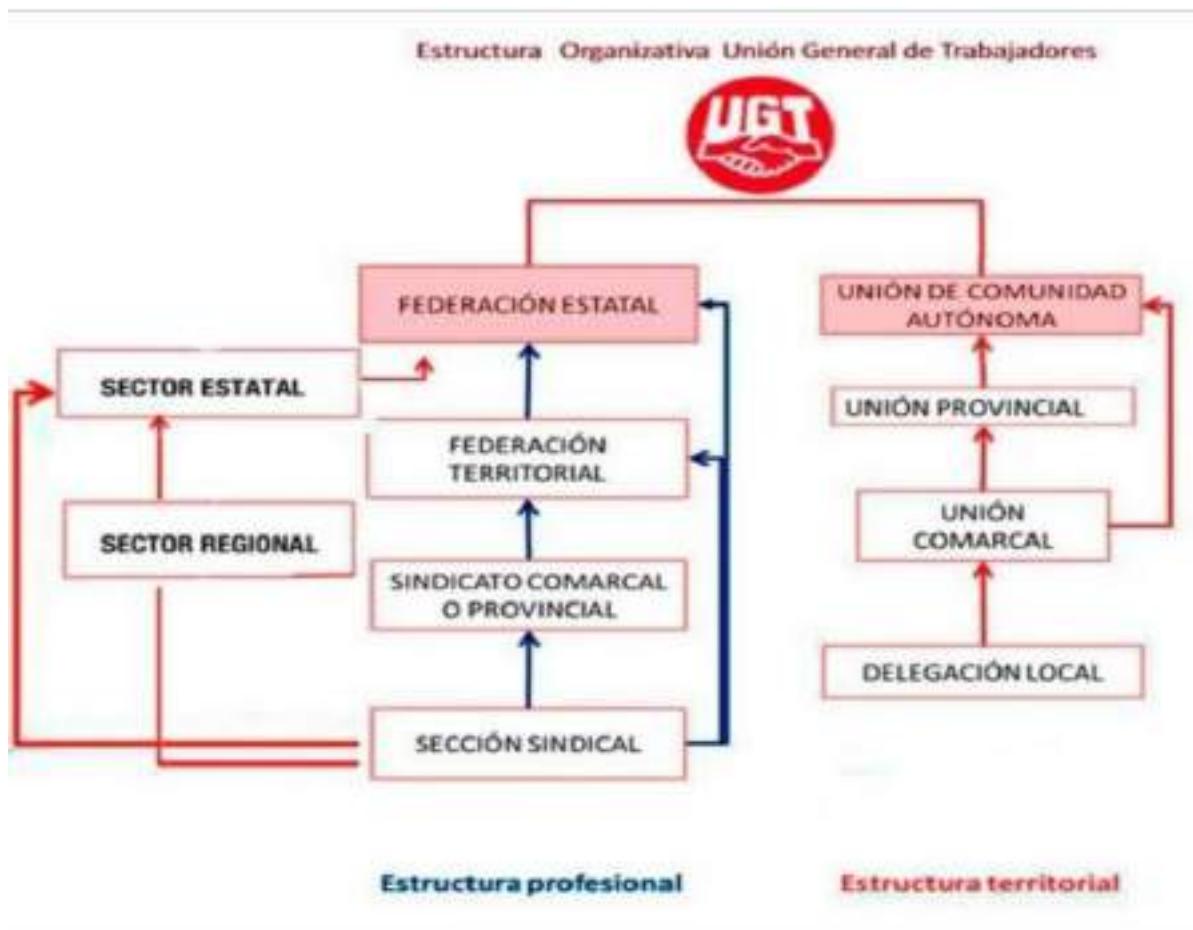 Estructura Organizativa Unión General de Trabajadores
UGT
FEDERACIÓN ESTATAL
UNIÓN DE COMUNIDAD
AUTÓNOMA
SECTOR ESTATAL
UNIÓN PROVINCIAL
FEDERACIÓN
TERRITORIAL
UNIÓN
COMARCAL
SECTOR REGIONAL
SINDICATO COMARCAL
O PROVINCIAL
DELEGACIÓN LOCAL
SECCIÓN SINDICAL
Estructura profesional
Estructura territorial